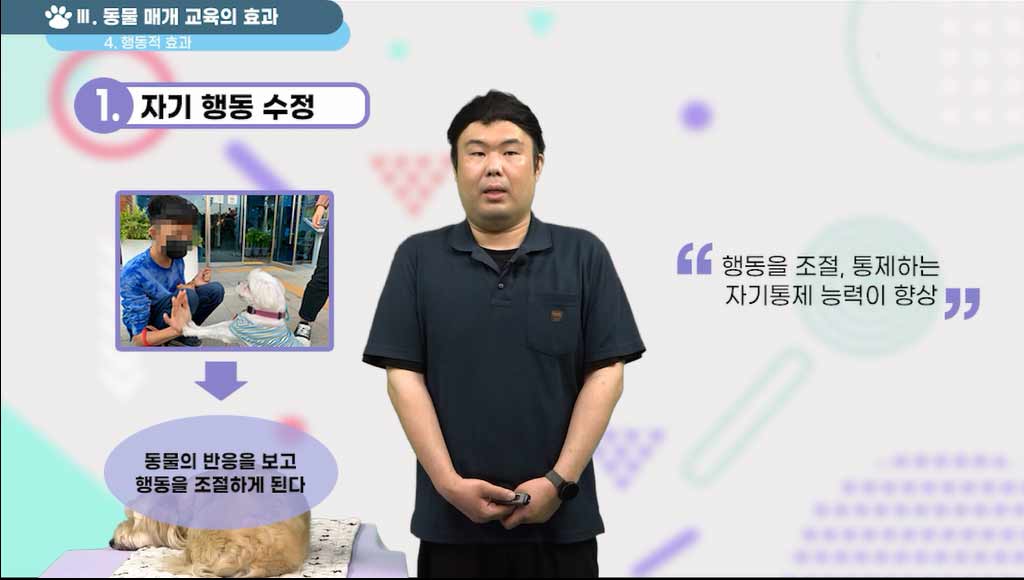 Ⅲ. 동물 매개 교육의 효과
4. 행동적 효과
1. 자기 행동 수정
❝ 행동을 조절, 통제하는
자기통제 능력이 향상 ❞
동물의 반응을 보고
행동을 조절하게 된다